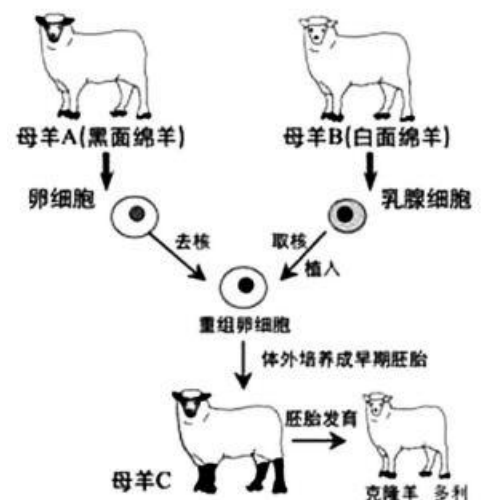 母羊A(黑面绵羊)
母羊B(白面绵羊)
卵细胞
乳腺细胞
去核
取核
植入
重组卵细胞
体外培养成早期胚胎
胚胎发育
母羊C
克隆羊 多利